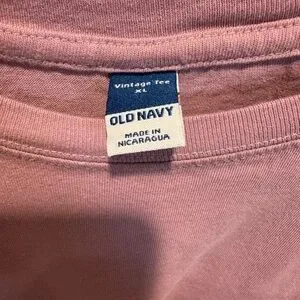 Vintage Tee
XL
OLD NAVY
MADE IN
NICARAGUA